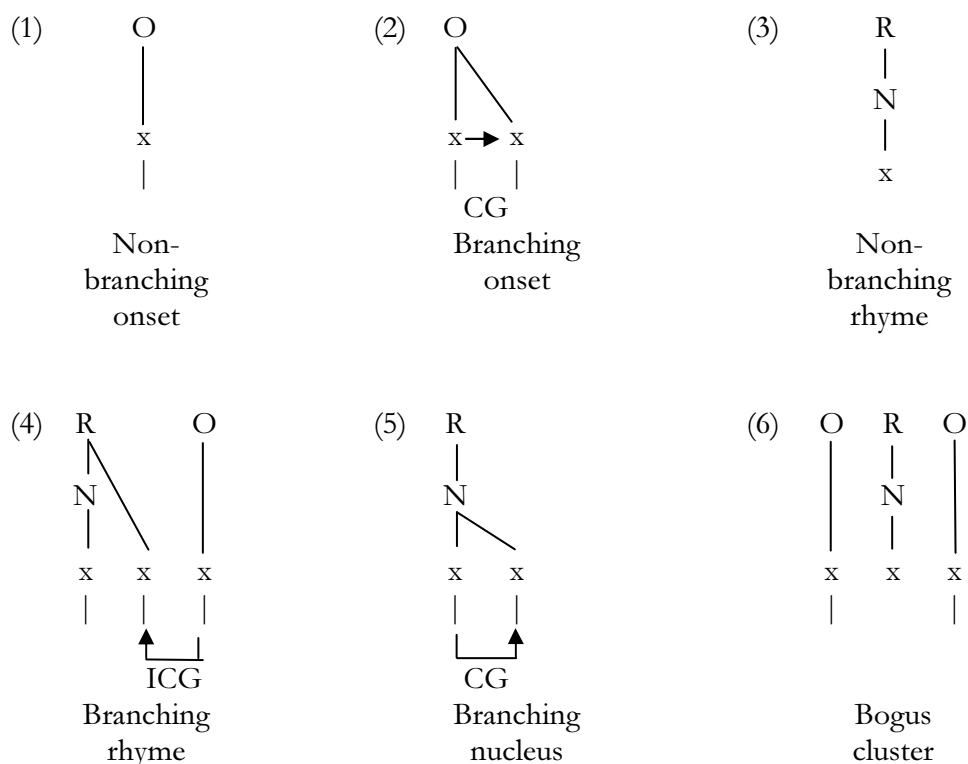 (1) O (2) O (3) R
N
x x x
x
CG
Non- Branching Non-
branching onset branching
onset rhyme
(4) R O (5) R (6) O R O
N N N
x x x x x x x x
ICG CG
Branching Branching Bogus
rhyme nucleus cluster